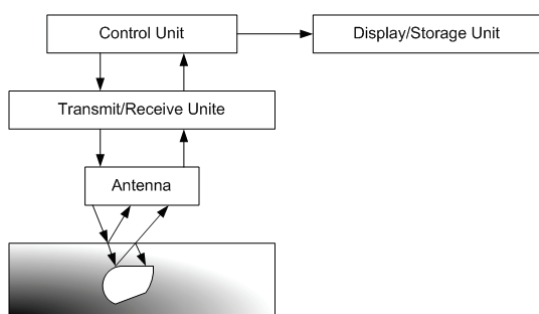 Control Unit
Display/Storage Unit
Transmit/Receive Unite
Antenna